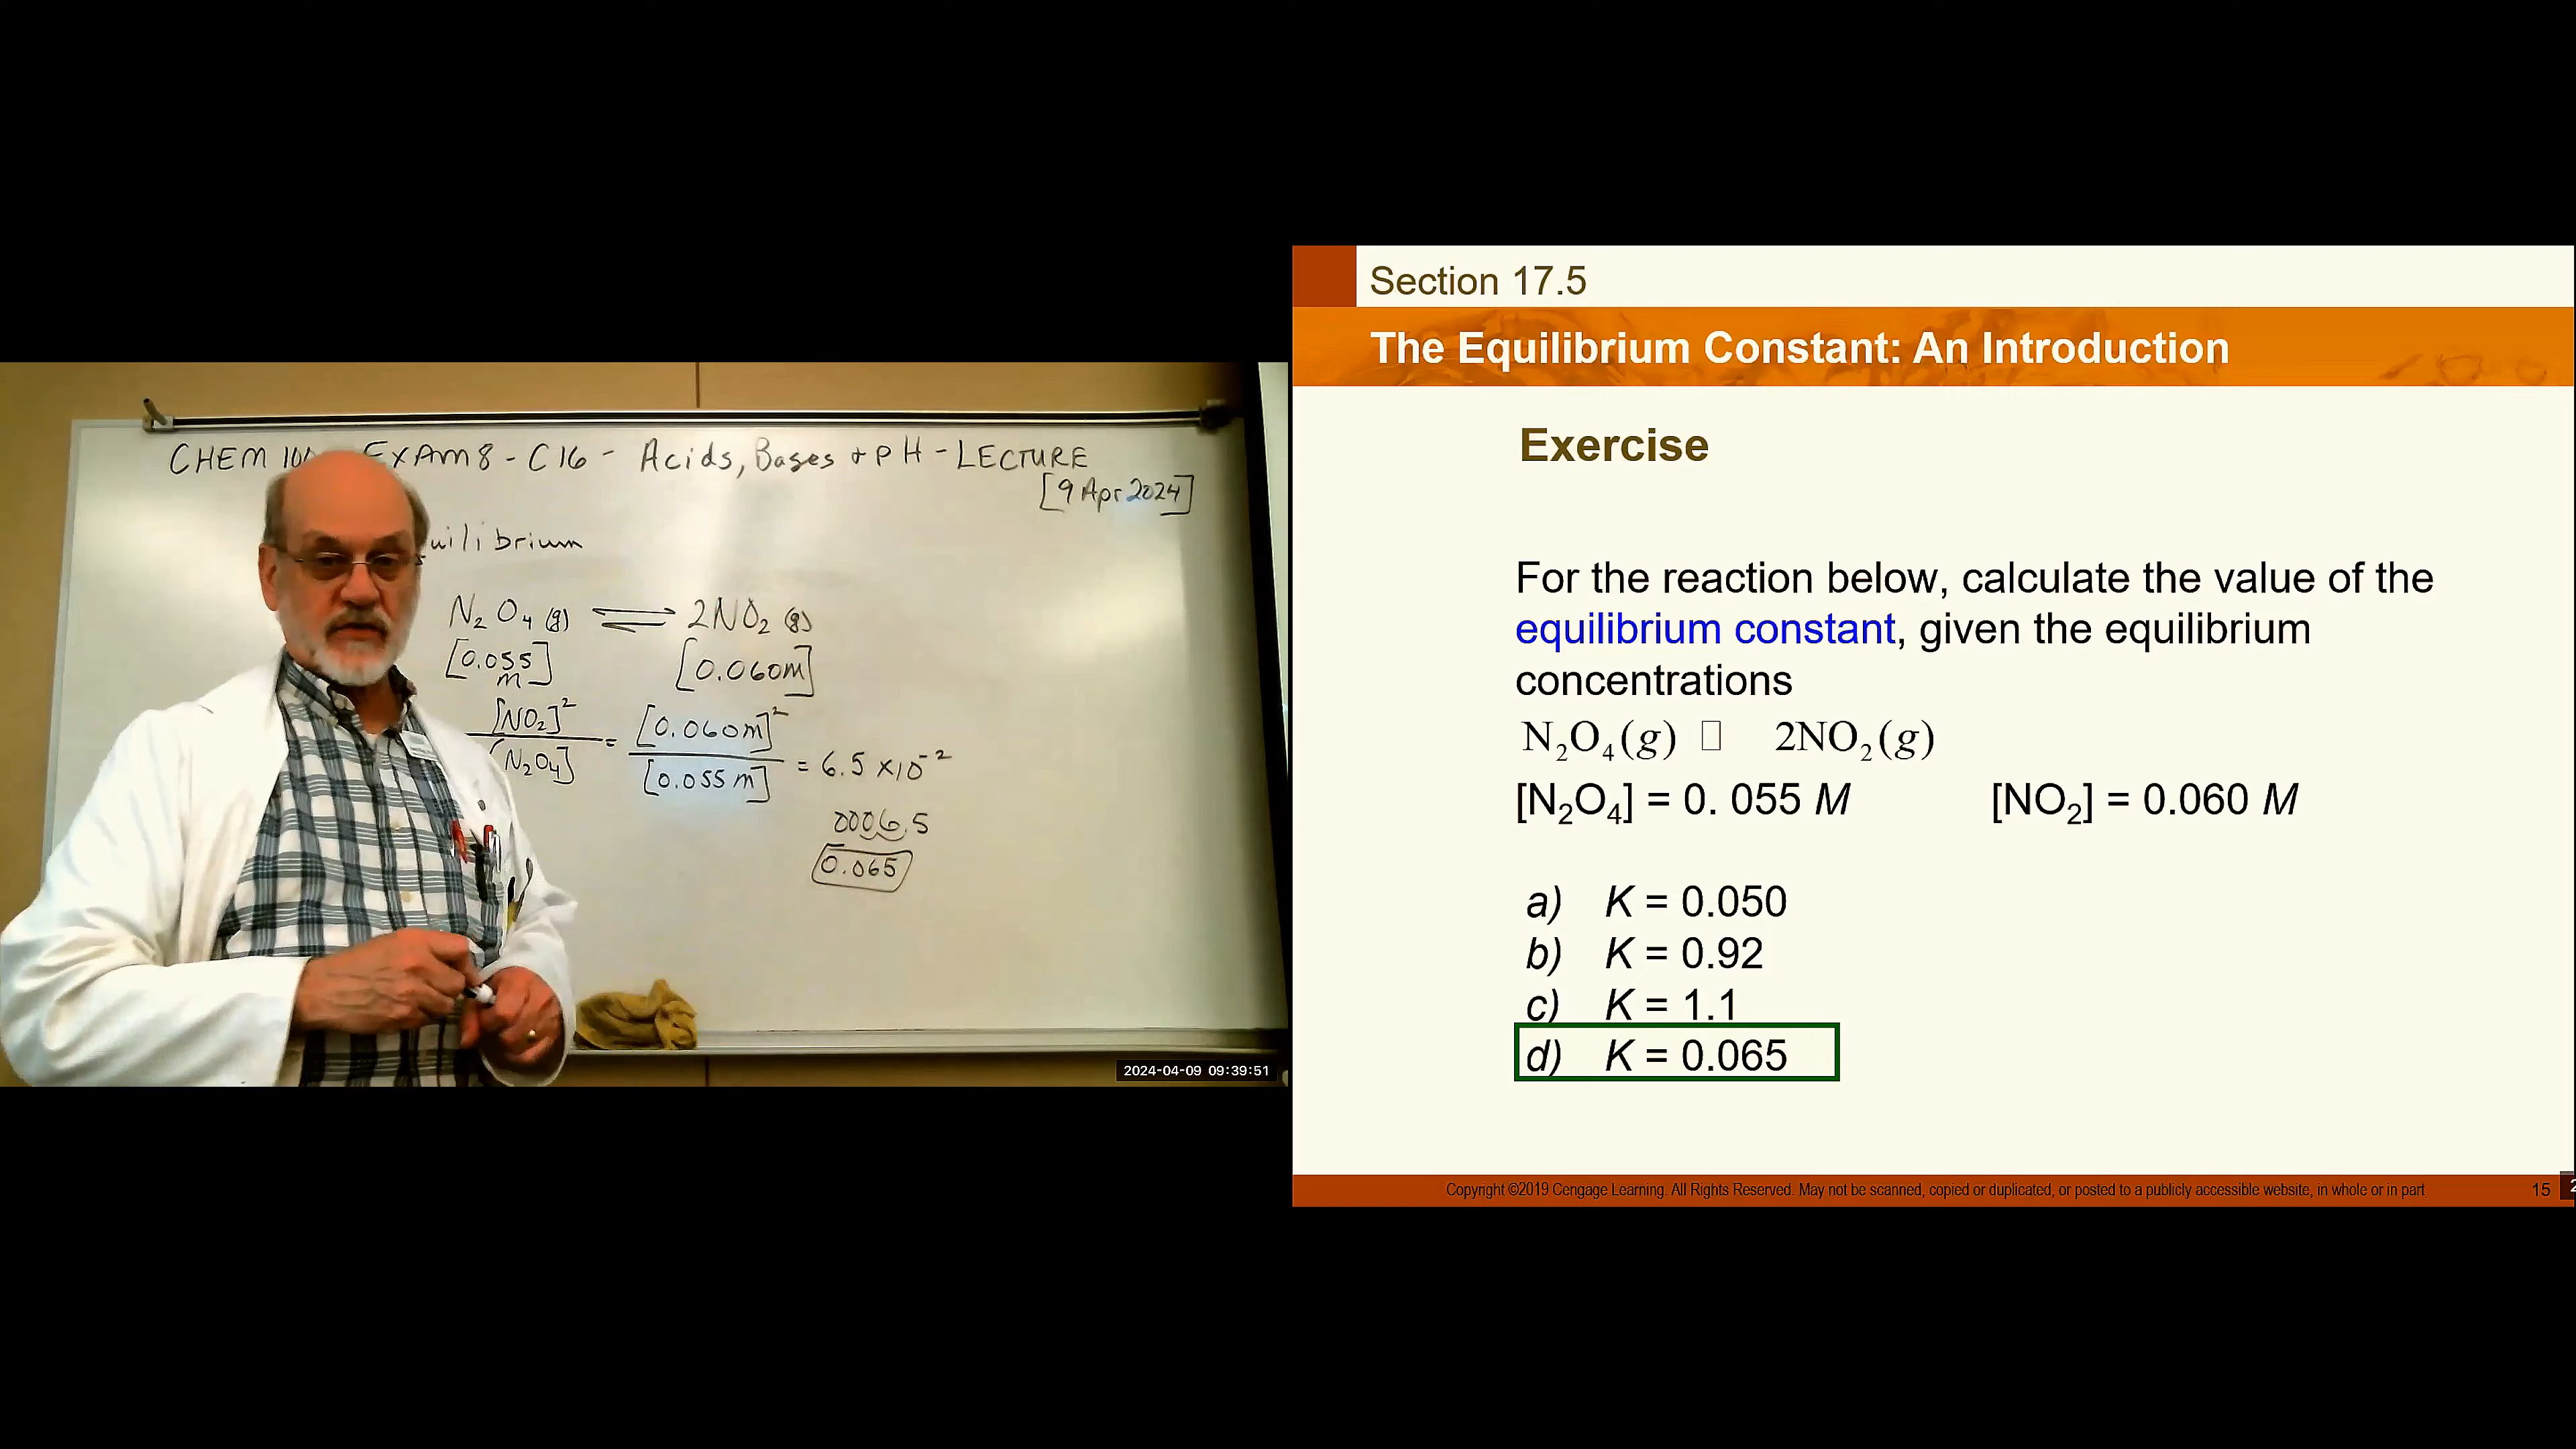 CHEM 100 EXAM 8 - C16 - Acids, Bases + pH - LECTURE
[9 Apr 2024]
uilibrium
N₂O₄(g) ⇌ 2NO₂(g)
[0.055 M] [0.060M]
[NO₂]² / [N₂O₄] = [0.060M]² / [0.055 M] = 6.5 ×10⁻²
0006.5
0.065
2024-04-09 09:39:51
Section 17.5
The Equilibrium Constant: An Introduction
Exercise
For the reaction below, calculate the value of the
equilibrium constant, given the equilibrium
concentrations
N₂O₄(g) ▯ 2NO₂(g)
[N₂O₄] = 0. 055 M [NO₂] = 0.060 M
a) K = 0.050
b) K = 0.92
c) K = 1.1
d) K = 0.065
Copyright ©2019 Cengage Learning. All Rights Reserved. May not be scanned, copied or duplicated, or posted to a publicly accessible website, in whole or in part
15
2